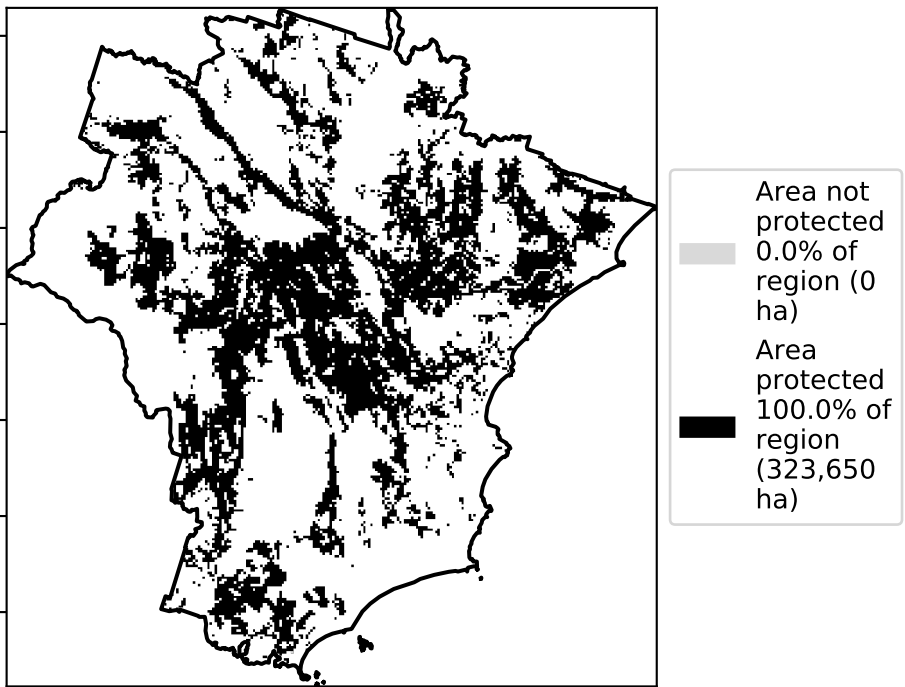 Area not
protected
0.0% of
region (0
ha)
Area
protected
100.0% of
region
(323,650
ha)